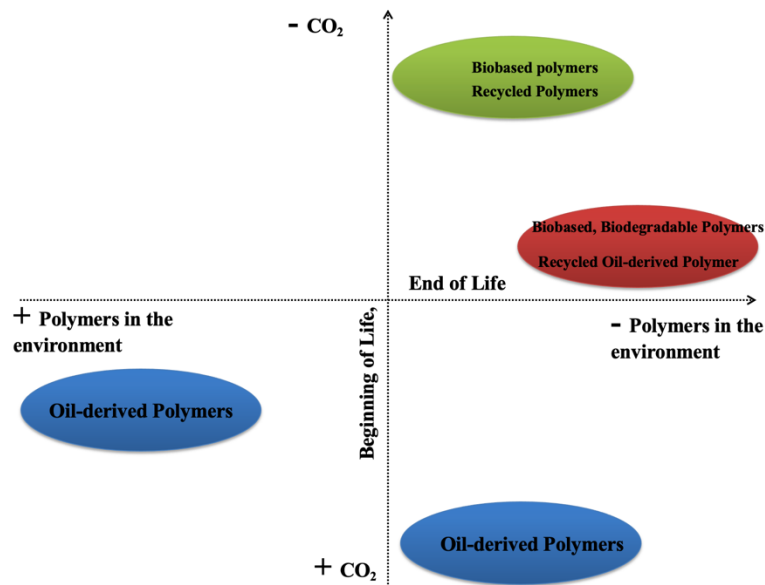 - CO₂
Biobased polymers
Recycled Polymers
Biobased, Biodegradable Polymers
Recycled Oil-derived Polymer
End of Life
+ Polymers in the
environment
- Polymers in the
environment
Beginning of Life,
Oil-derived Polymers
Oil-derived Polymers
+ CO₂